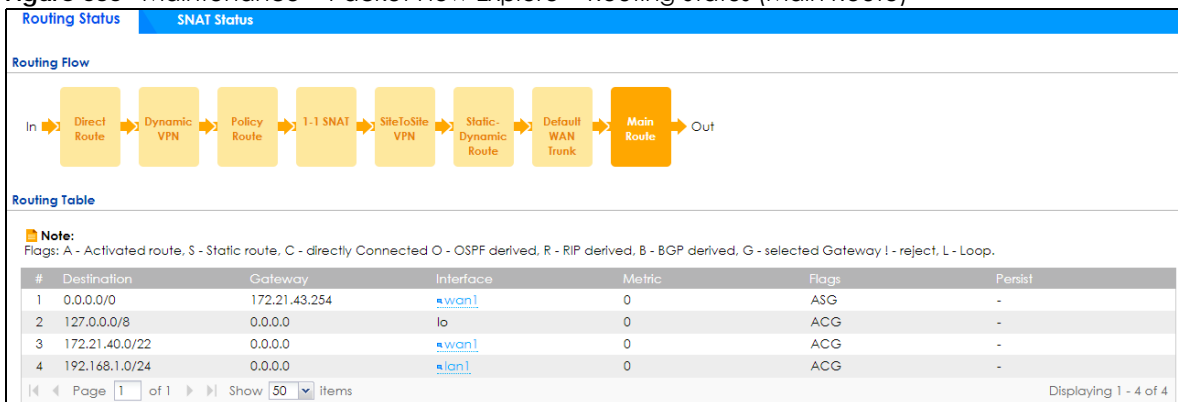 Routing Status SNAT Status
Routing Flow
In Direct Route Dynamic VPN Policy Route 1-1 SNAT SiteToSite VPN Static-Dynamic Route Default WAN Trunk Main Route Out
Routing Table
Note:
Flags: A - Activated route, S - Static route, C - directly Connected O - OSPF derived, R - RIP derived, B - BGP derived, G - selected Gateway ! - reject, L - Loop.
# Destination Gateway Interface Metric Flags Persist
1 0.0.0.0/0 172.21.43.254 wan1 0 ASG -
2 127.0.0.0/8 0.0.0.0 lo 0 ACG -
3 172.21.40.0/22 0.0.0.0 wan1 0 ACG -
4 192.168.1.0/24 0.0.0.0 lan1 0 ACG -
Page 1 of 1 Show 50 items Displaying 1 - 4 of 4